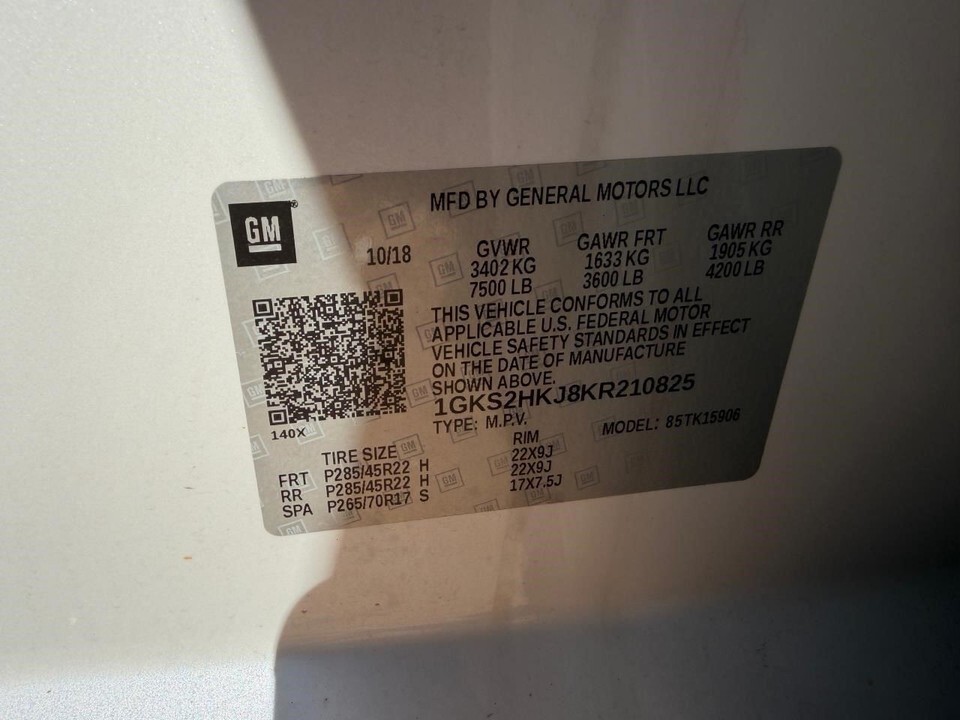 GM®
MFD BY GENERAL MOTORS LLC
10/18
GVWR
3402 KG
7500 LB
GAWR FRT
1633 KG
3600 LB
GAWR RR
1905 KG
4200 LB
THIS VEHICLE CONFORMS TO ALL
APPLICABLE U.S. FEDERAL MOTOR
VEHICLE SAFETY STANDARDS IN EFFECT
ON THE DATE OF MANUFACTURE
SHOWN ABOVE.
1GKS2HKJ8KR210825
TYPE: M.P.V. MODEL: 85TK15906
140X
TIRE SIZE RIM
FRT P285/45R22 H 22X9J
RR P285/45R22 H 22X9J
SPA P265/70R17 S 17X7.5J